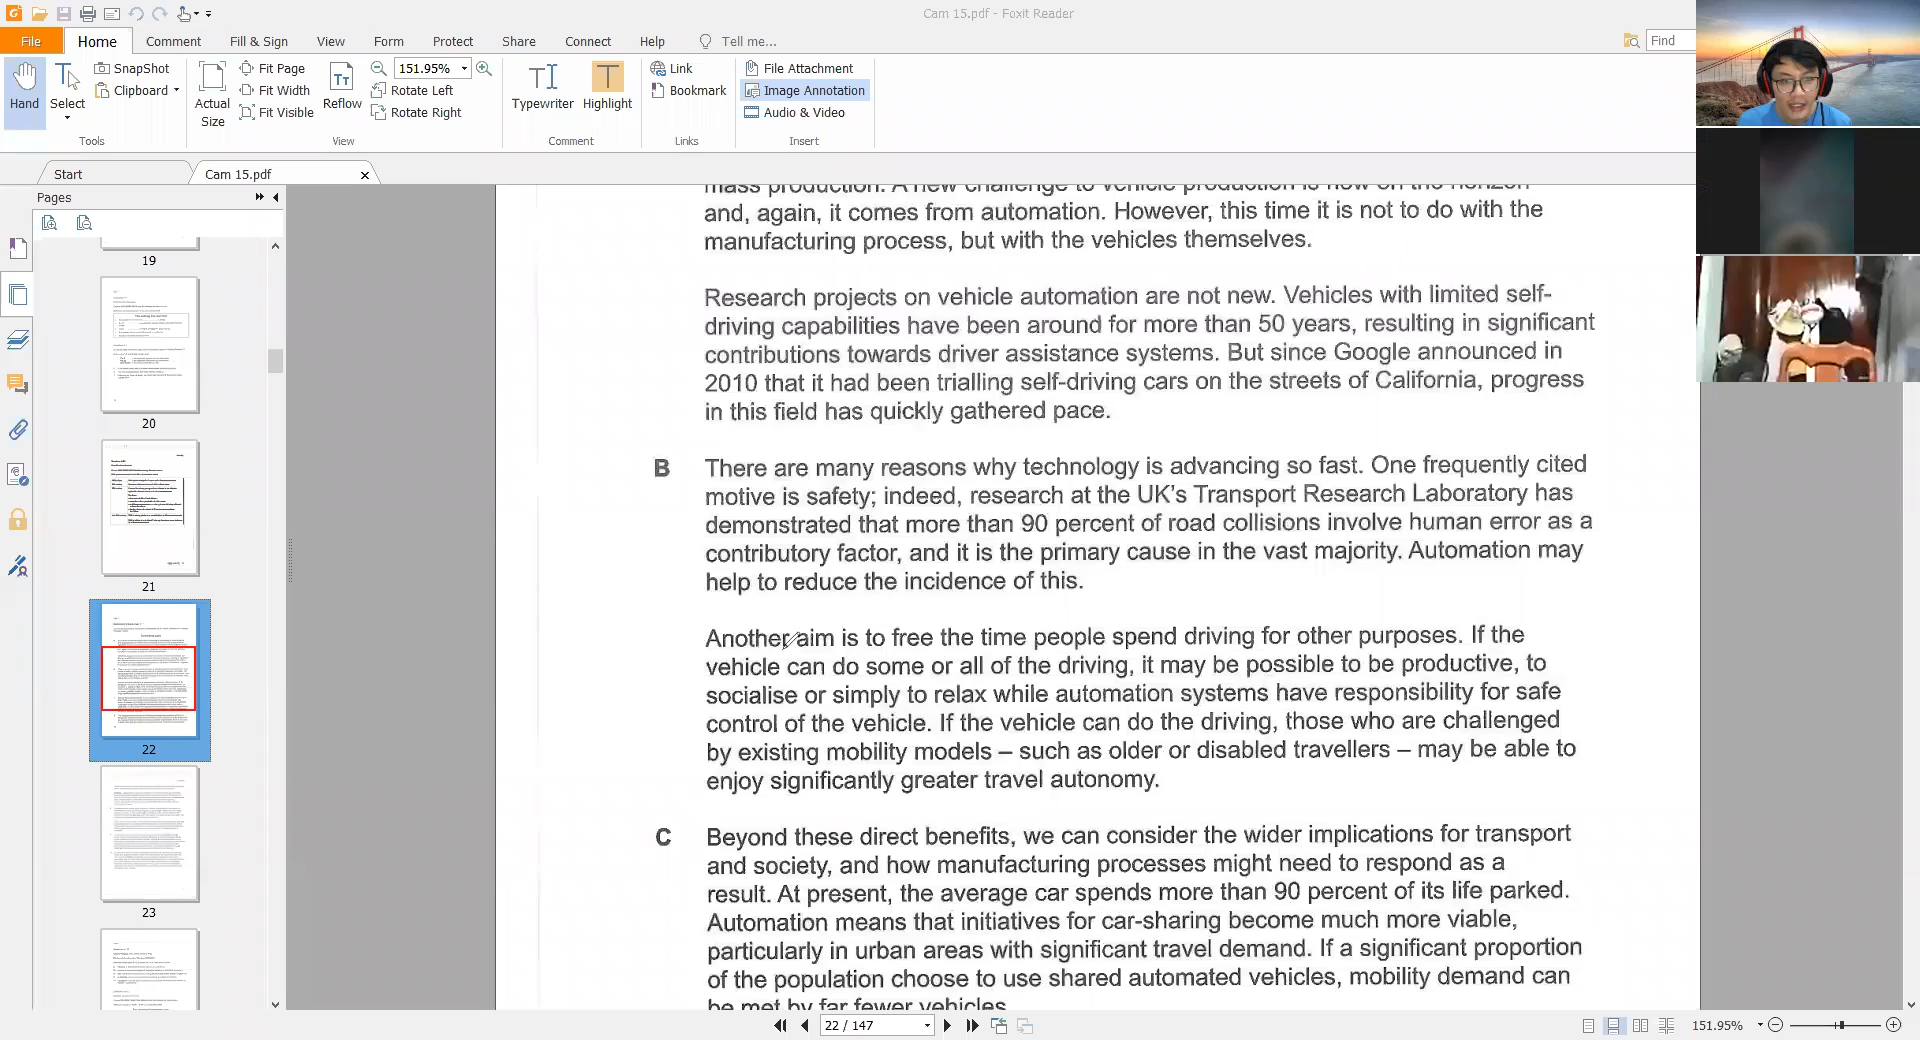 Cam 15.pdf - Foxit Reader
File Home Comment Fill & Sign View Form Protect Share Connect Help Tell me... Find
Hand
Select
SnapShot
Clipboard
Tools
Actual
Size
Fit Page
Fit Width
Fit Visible
Reflow
151.95%
Rotate Left
Rotate Right
View
Typewriter
Highlight
Comment
Link
Bookmark
Links
File Attachment
Image Annotation
Audio & Video
Insert
Start
Cam 15.pdf
Pages
19
20
21
22
23
mass production. A new challenge to vehicle production is now on the horizon
and, again, it comes from automation. However, this time it is not to do with the
manufacturing process, but with the vehicles themselves.
Research projects on vehicle automation are not new. Vehicles with limited self-
driving capabilities have been around for more than 50 years, resulting in significant
contributions towards driver assistance systems. But since Google announced in
2010 that it had been trialling self-driving cars on the streets of California, progress
in this field has quickly gathered pace.
B There are many reasons why technology is advancing so fast. One frequently cited
motive is safety; indeed, research at the UK's Transport Research Laboratory has
demonstrated that more than 90 percent of road collisions involve human error as a
contributory factor, and it is the primary cause in the vast majority. Automation may
help to reduce the incidence of this.
Another aim is to free the time people spend driving for other purposes. If the
vehicle can do some or all of the driving, it may be possible to be productive, to
socialise or simply to relax while automation systems have responsibility for safe
control of the vehicle. If the vehicle can do the driving, those who are challenged
by existing mobility models – such as older or disabled travellers – may be able to
enjoy significantly greater travel autonomy.
C Beyond these direct benefits, we can consider the wider implications for transport
and society, and how manufacturing processes might need to respond as a
result. At present, the average car spends more than 90 percent of its life parked.
Automation means that initiatives for car-sharing become much more viable,
particularly in urban areas with significant travel demand. If a significant proportion
of the population choose to use shared automated vehicles, mobility demand can
be met by far fewer vehicles.
22 / 147
151.95%